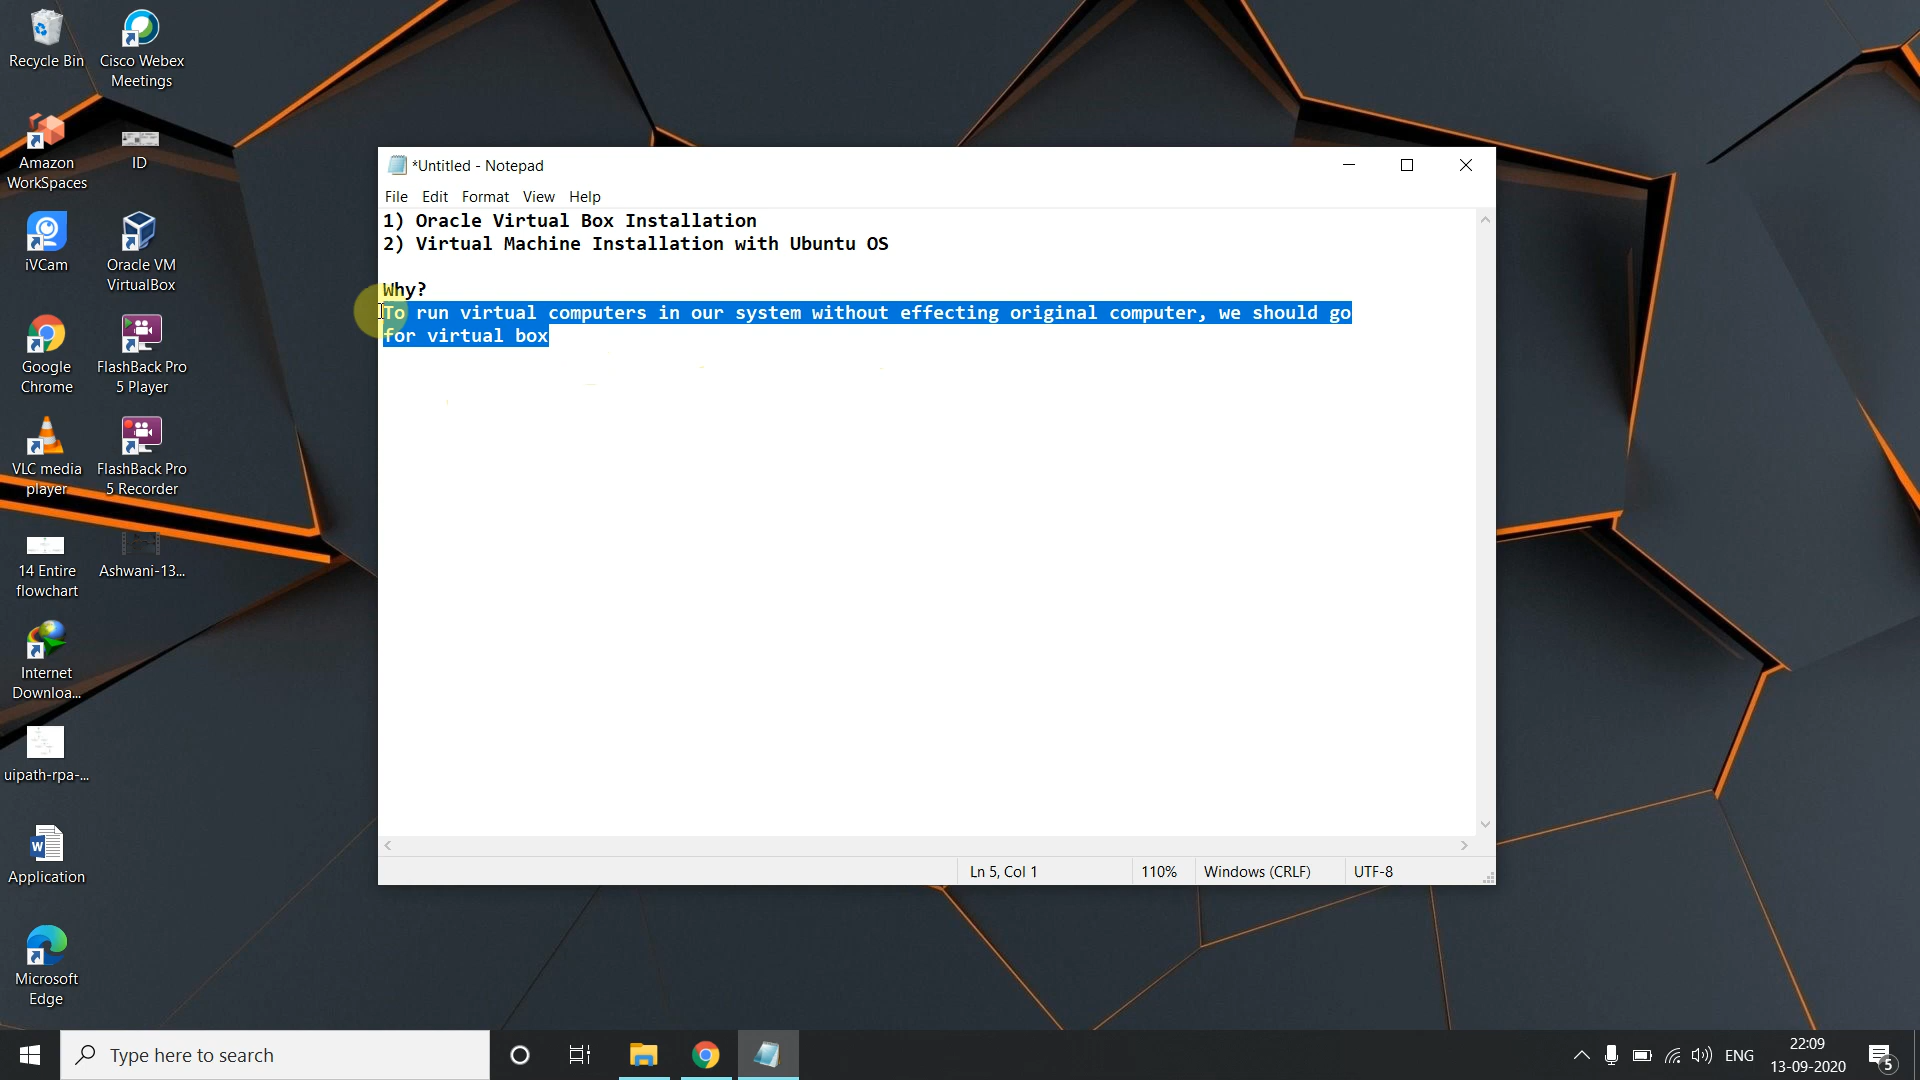 Recycle Bin
Cisco Webex
Meetings
Amazon
WorkSpaces
ID
iVCam
Oracle VM
VirtualBox
Google
Chrome
FlashBack Pro
5 Player
VLC media
player
FlashBack Pro
5 Recorder
14 Entire
flowchart
Ashwani-13...
Internet
Downloa...
uipath-rpa-...
Application
Microsoft
Edge
*Untitled - Notepad
File Edit Format View Help
1) Oracle Virtual Box Installation
2) Virtual Machine Installation with Ubuntu OS
Why?
To run virtual computers in our system without effecting original computer, we should go
for virtual box
Ln 5, Col 1 110% Windows (CRLF) UTF-8
Type here to search
ENG
22:09
13-09-2020
5